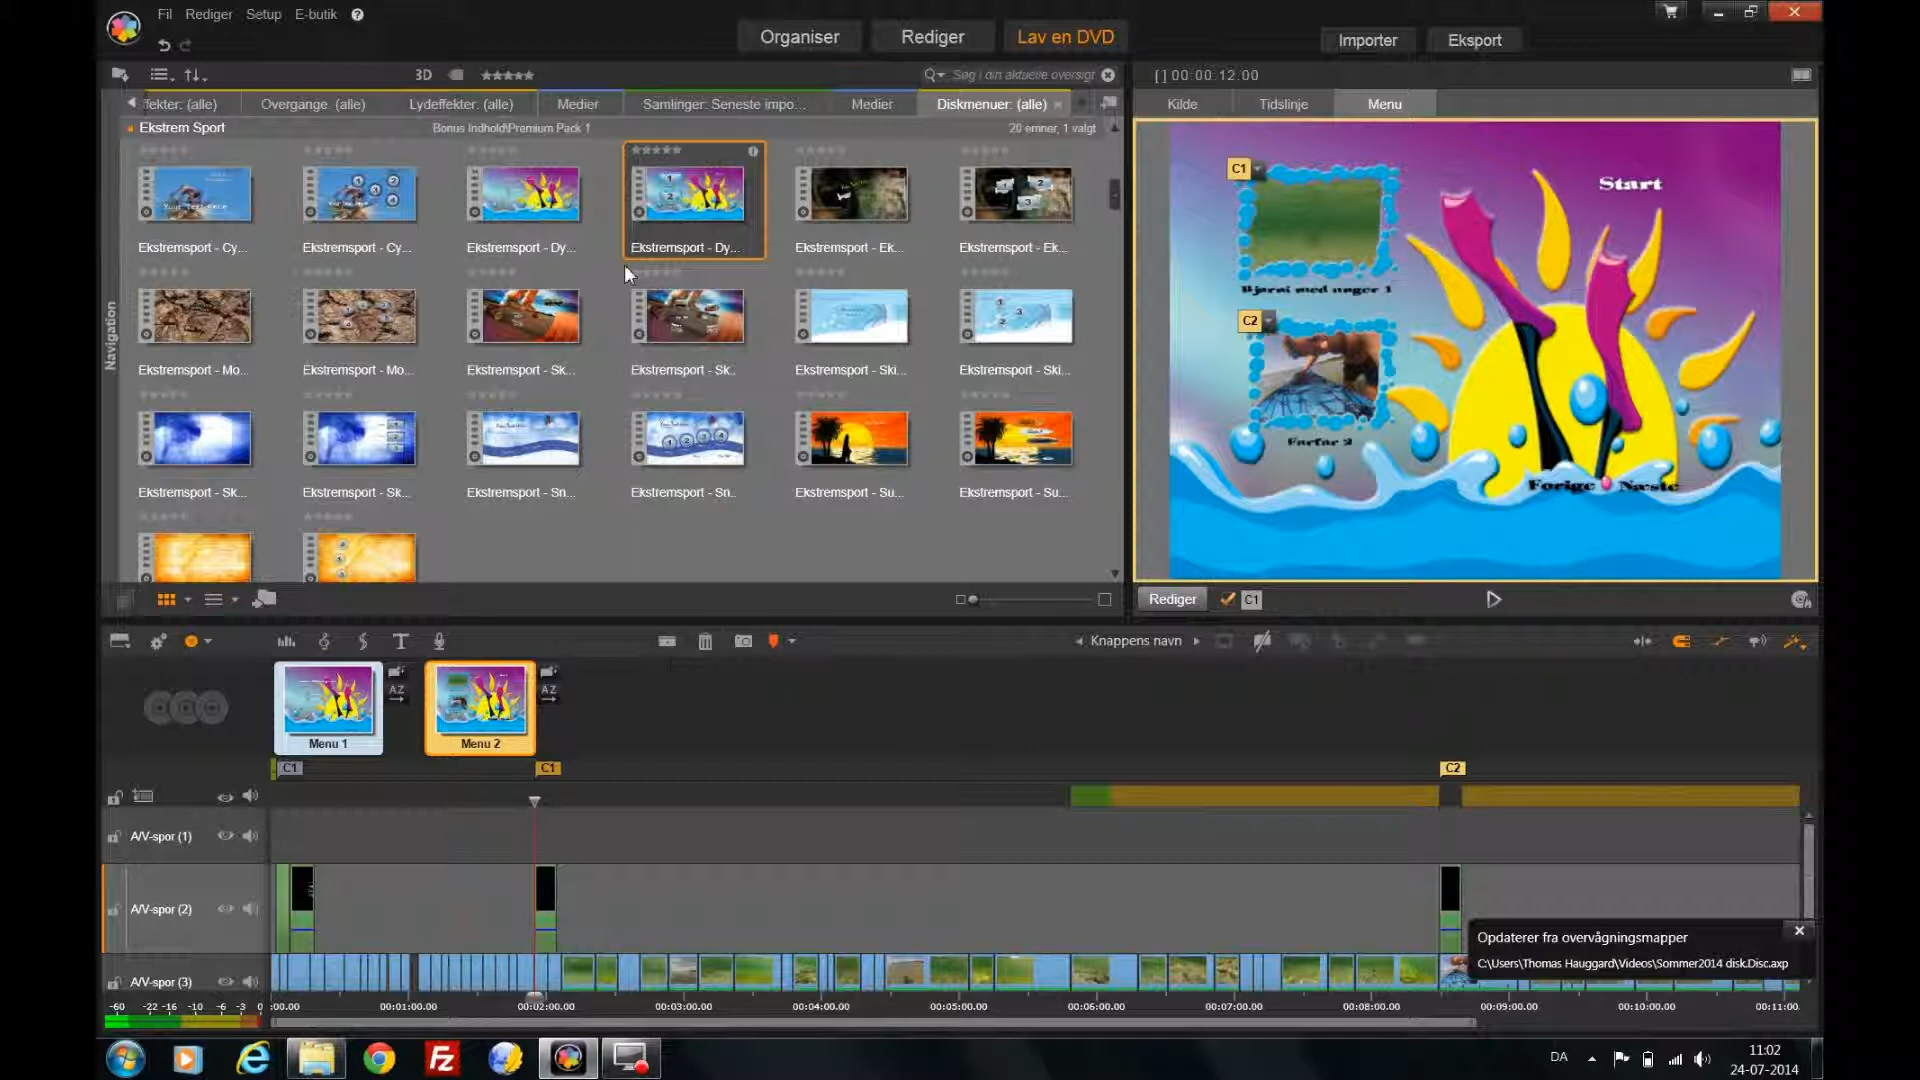 Fil Rediger Setup E-butik ?
Organiser Rediger Lav en DVD
Importer Eksport
3D
Søg i din aktuelle oversigt
[ ] 00:00:12.00
ffekter: (alle) Overgange: (alle) Lydeffekter: (alle) Medier Samlinger: Seneste impo... Medier Diskmenuer: (alle) ×
Kilde Tidslinje Menu
Ekstrem Sport
Bonus Indhold\Premium Pack 1
20 emner, 1 valgt
Navigation
Ekstremsport - Cy... Ekstremsport - Cy... Ekstremsport - Dy... Ekstremsport - Dy... Ekstremsport - Ek... Ekstremsport - Ek...
Ekstremsport - Mo... Ekstremsport - Mo... Ekstremsport - Sk... Ekstremsport - Sk.. Ekstremsport - Ski... Ekstremsport - Ski...
Ekstremsport - Sk... Ekstremsport - Sk... Ekstremsport - Sn... Ekstremsport - Sn.. Ekstremsport - Su... Ekstremsport - Su...
C1
Start
Bjørni med unger 1
C2
Farfar 2
Forige Næste
Rediger C1
Knappens navn
Menu 1 AZ Menu 2 AZ
C1 C1 C2
A/V-spor (1)
A/V-spor (2)
A/V-spor (3)
Opdaterer fra overvågningsmapper
C:\Users\Thomas Hauggard\Videos\Sommer2014 disk.Disc.axp
-60 -22 -16 -10 -6 -3 0
:00.00 00:01:00.00 00:02:00.00 00:03:00.00 00:04:00.00 00:05:00.00 00:06:00.00 00:07:00.00 00:08:00.00 00:09:00.00 00:10:00.00 00:11:00.
DA
11:02
24-07-2014